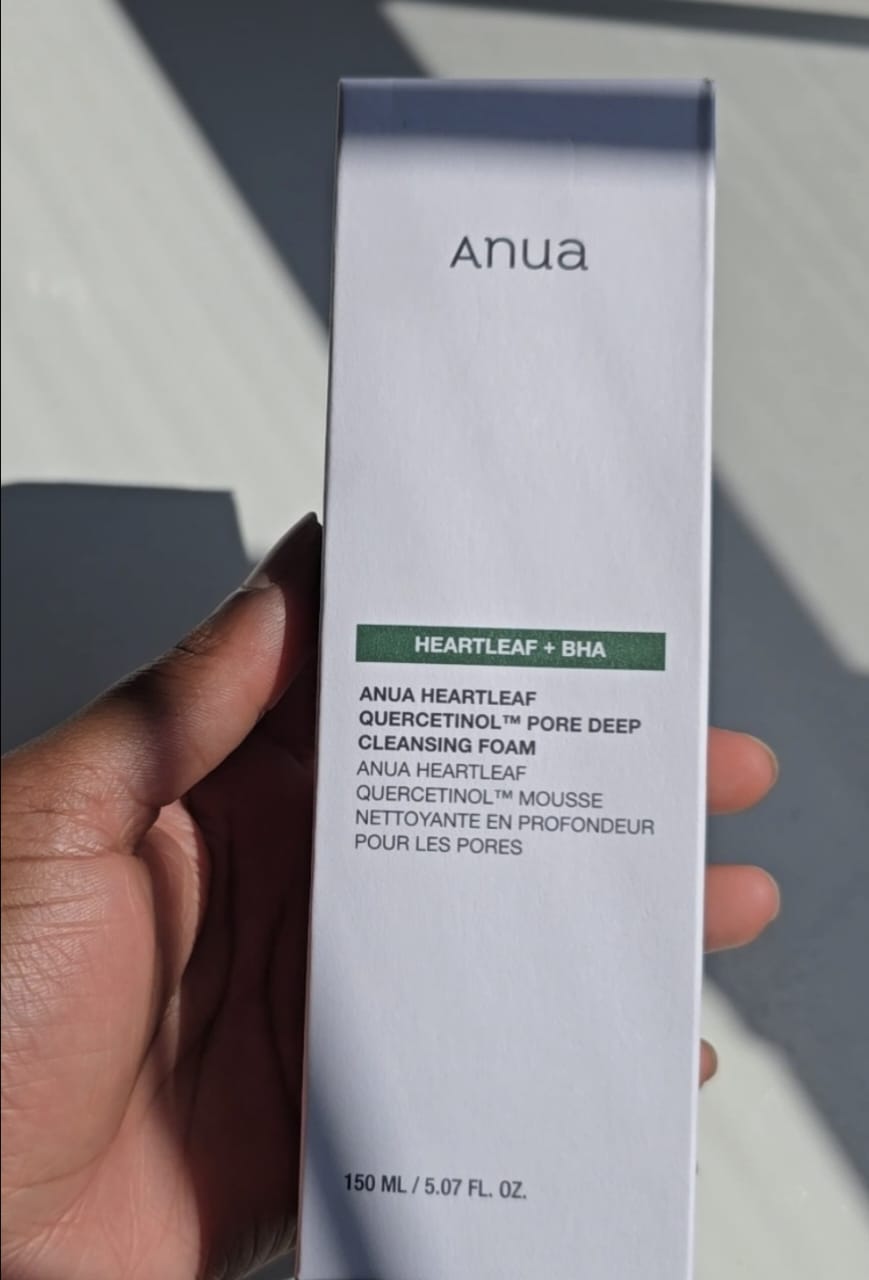 Anua
HEARTLEAF + BHA
ANUA HEARTLEAF
QUERCETINOL™ PORE DEEP
CLEANSING FOAM
ANUA HEARTLEAF
QUERCETINOL™ MOUSSE
NETTOYANTE EN PROFONDEUR
POUR LES PORES
150 ML / 5.07 FL. OZ.